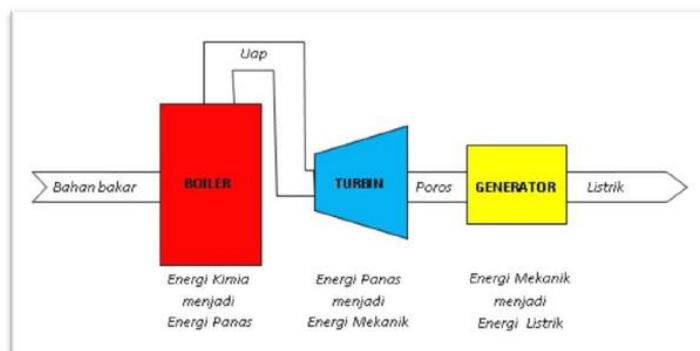 Uap
Bahan bakar
BOILER
TURBIN
Poros
GENERATOR
Listrik
Energi Kimia
menjadi
Energi Panas
Energi Panas
menjadi
Energi Mekanik
Energi Mekanik
menjadi
Energi Listrik